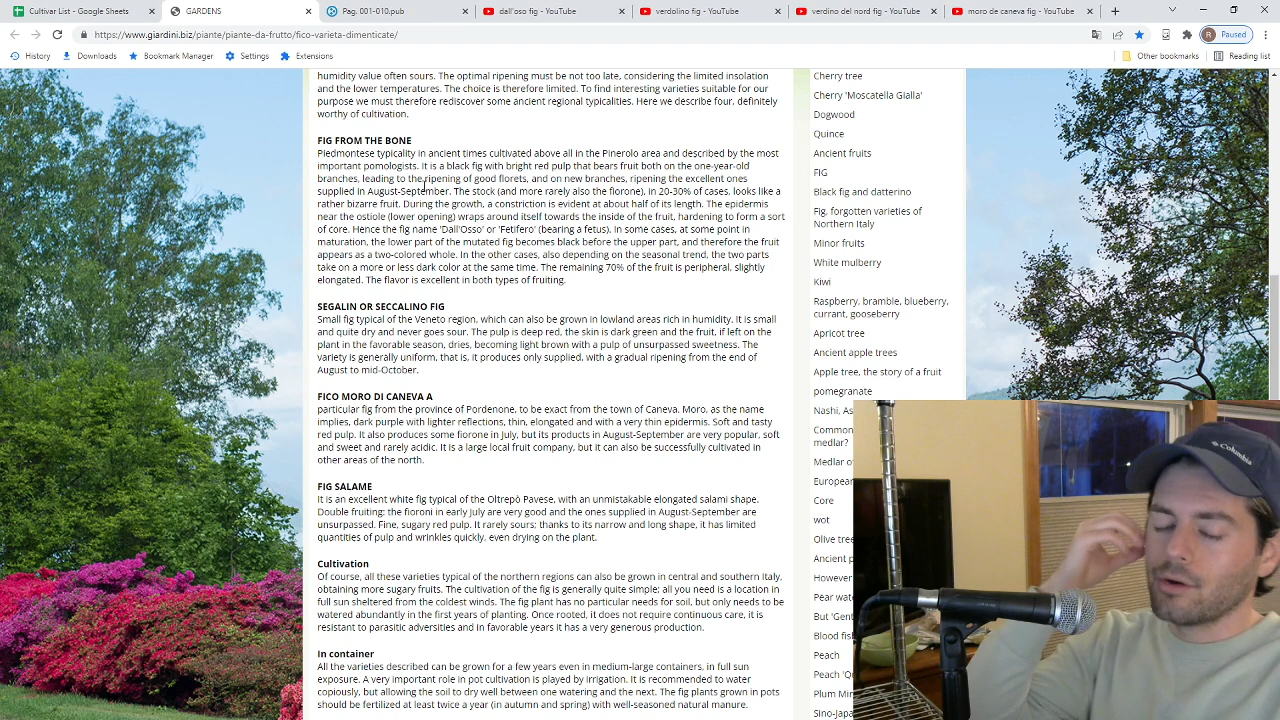 Cultivar List - Google Sheets
GARDENS
Pag. 001-010.pub
dall'oso fig - YouTube
verdolino fig - YouTube
verdino del nord fig - YouTube
moro de caneva fig - YouTube
https://www.giardini.biz/piante/piante-da-frutto/fico-varieta-dimenticate/
R Paused
History
Downloads
Bookmark Manager
Settings
Extensions
Other bookmarks
Reading list
humidity value often sours. The optimal ripening must be not too late, considering the limited insolation
and the lower temperatures. The choice is therefore limited. To find interesting varieties suitable for our
purpose we must therefore rediscover some ancient regional typicalities. Here we describe four, definitely
worthy of cultivation.
FIG FROM THE BONE
Piedmontese typicality in ancient times cultivated above all in the Pinerolo area and described by the most
important pomologists. It is a black fig with bright red pulp that bears fruit both on the one-year-old
branches, leading to the ripening of good florets, and on new branches, ripening the excellent ones
supplied in August-September. The stock (and more rarely also the fiorone), in 20-30% of cases, looks like a
rather bizarre fruit. During the growth, a constriction is evident at about half of its length. The epidermis
near the ostiole (lower opening) wraps around itself towards the inside of the fruit, hardening to form a sort
of core. Hence the fig name 'Dall'Osso' or 'Fetifero' (bearing a fetus). In some cases, at some point in
maturation, the lower part of the mutated fig becomes black before the upper part, and therefore the fruit
appears as a two-colored whole. In the other cases, also depending on the seasonal trend, the two parts
take on a more or less dark color at the same time. The remaining 70% of the fruit is peripheral, slightly
elongated. The flavor is excellent in both types of fruiting.
SEGALIN OR SECCALINO FIG
Small fig typical of the Veneto region, which can also be grown in lowland areas rich in humidity. It is small
and quite dry and never goes sour. The pulp is deep red, the skin is dark green and the fruit, if left on the
plant in the favorable season, dries, becoming light brown with a pulp of unsurpassed sweetness. The
variety is generally uniform, that is, it produces only supplied, with a gradual ripening from the end of
August to mid-October.
FICO MORO DI CANEVA A
particular fig from the province of Pordenone, to be exact from the town of Caneva. Moro, as the name
implies, dark purple with lighter reflections, thin, elongated and with a very thin epidermis. Soft and tasty
red pulp. It also produces some fiorone in July, but its products in August-September are very popular, soft
and sweet and rarely acidic. It is a large local fruit company, but it can also be successfully cultivated in
other areas of the north.
FIG SALAME
It is an excellent white fig typical of the Oltrepò Pavese, with an unmistakable elongated salami shape.
Double fruiting: the fioroni in early July are very good and the ones supplied in August-September are
unsurpassed. Fine, sugary red pulp. It rarely sours: thanks to its narrow and long shape, it has limited
quantities of pulp and wrinkles quickly, even drying on the plant.
Cultivation
Of course, all these varieties typical of the northern regions can also be grown in central and southern Italy,
obtaining more sugary fruits. The cultivation of the fig is generally quite simple; all you need is a location in
full sun sheltered from the coldest winds. The fig plant has no particular needs for soil, but only needs to be
watered abundantly in the first years of planting. Once rooted, it does not require continuous care, it is
resistant to parasitic adversities and in favorable years it has a very generous production.
In container
All the varieties described can be grown for a few years even in medium-large containers, in full sun
exposure. A very important role in pot cultivation is played by irrigation. It is recommended to water
copiously, but allowing the soil to dry well between one watering and the next. The fig plants grown in pots
should be fertilized at least twice a year (in autumn and spring) with well-seasoned natural manure.
Cherry tree
Cherry 'Moscatella Gialla'
Dogwood
Quince
Ancient fruits
FIG
Black fig and datterino
Fig, forgotten varieties of
Northern Italy
Minor fruits
White mulberry
Kiwi
Raspberry, bramble, blueberry,
currant, gooseberry
Apricot tree
Ancient apple trees
Apple tree, the story of a fruit
pomegranate
Nashi, As
Common
medlar?
Medlar of
European
Core
wot
Olive tree
Ancient p
However
Pear wate
But 'Gent
Blood fish
Peach
Peach 'Qu
Plum Min
Sino-Japa
Columbia